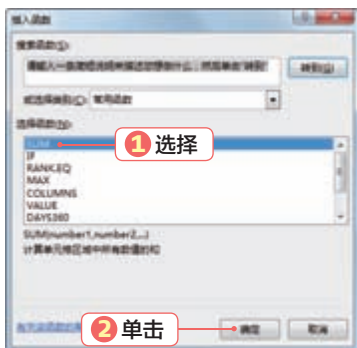 插入函数
搜索函数(S):
请输入一条简短说明来描述您想做什么，然后单击"转到"
转到(G)
或选择类别(C): 常用函数
选择函数(N):
SUM
1 选择
IF
RANK.EQ
MAX
COLUMNS
VALUE
DAYS360
SUM(number1,number2,...)
计算单元格区域中所有数值的和
有关该函数的
2 单击
确定
取消